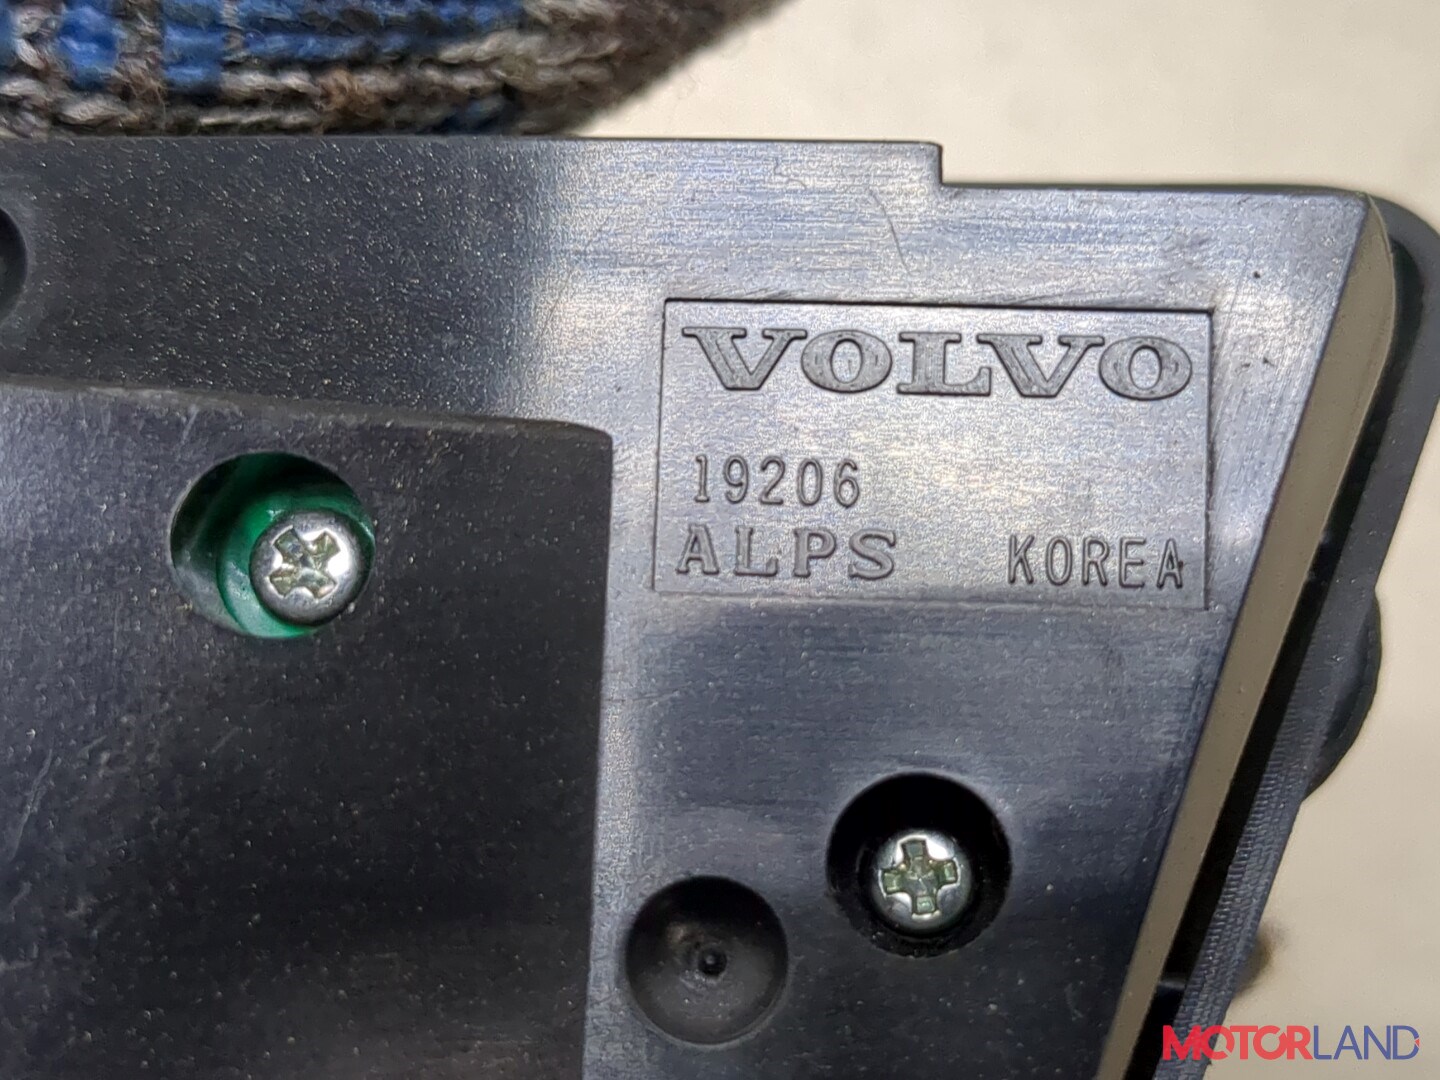 VOLVO
19206
ALPS KOREA
MOTORLAND